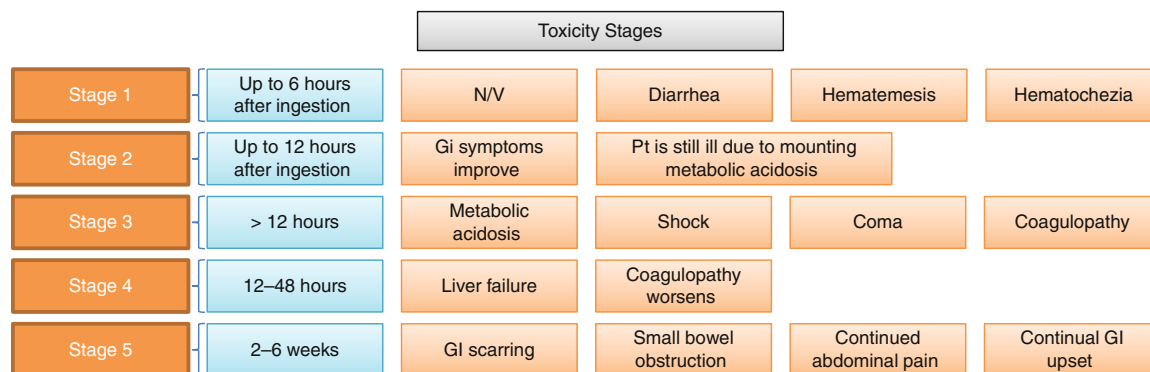 Toxicity Stages
Stage 1
Up to 6 hours
after ingestion
N/V
Diarrhea
Hematemesis
Hematochezia
Stage 2
Up to 12 hours
after ingestion
Gi symptoms
improve
Pt is still ill due to mounting
metabolic acidosis
Stage 3
> 12 hours
Metabolic
acidosis
Shock
Coma
Coagulopathy
Stage 4
12–48 hours
Liver failure
Coagulopathy
worsens
Stage 5
2–6 weeks
GI scarring
Small bowel
obstruction
Continued
abdominal pain
Continual GI
upset